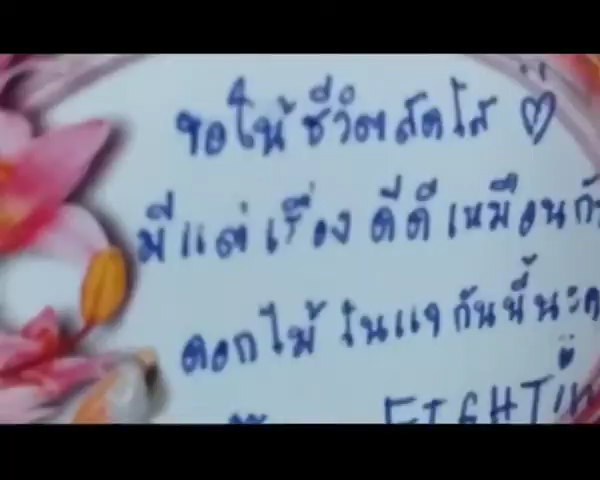 ขอให้ ชีวิตสดใส ♡
มีแต่ เรื่อง ดีดี เหมือน
ดอกไม้ ในแจกันนี้นะ
FIGHTIN